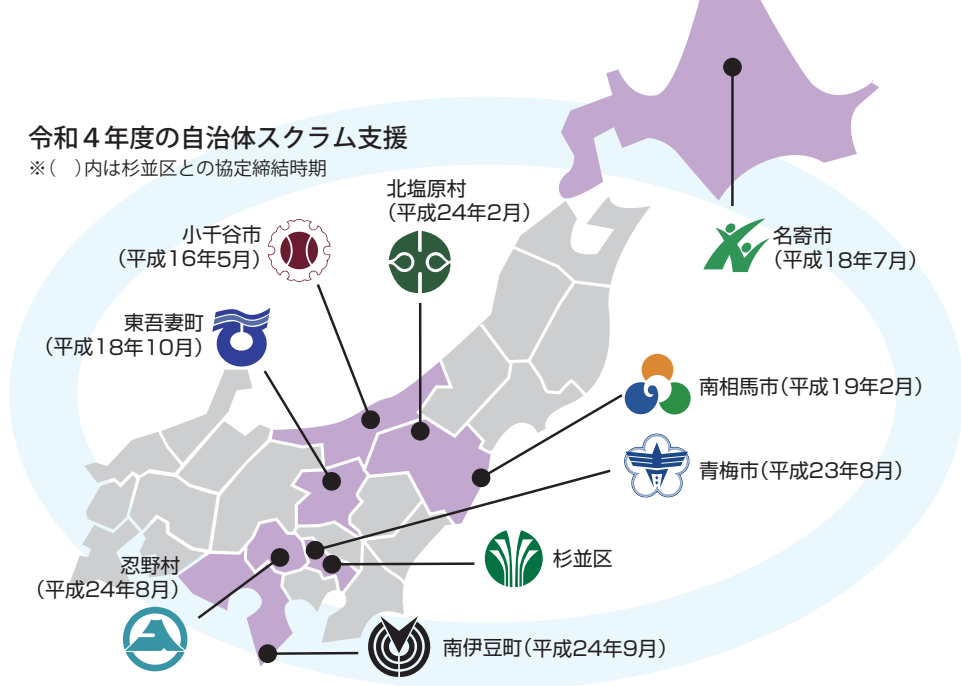 令和４年度の自治体スクラム支援
※（　）内は杉並区との協定締結時期
北塩原村
（平成24年2月）
小千谷市
（平成16年5月）
名寄市
（平成18年7月）
東吾妻町
（平成18年10月）
南相馬市（平成19年2月）
青梅市（平成23年8月）
杉並区
忍野村
（平成24年8月）
南伊豆町（平成24年9月）